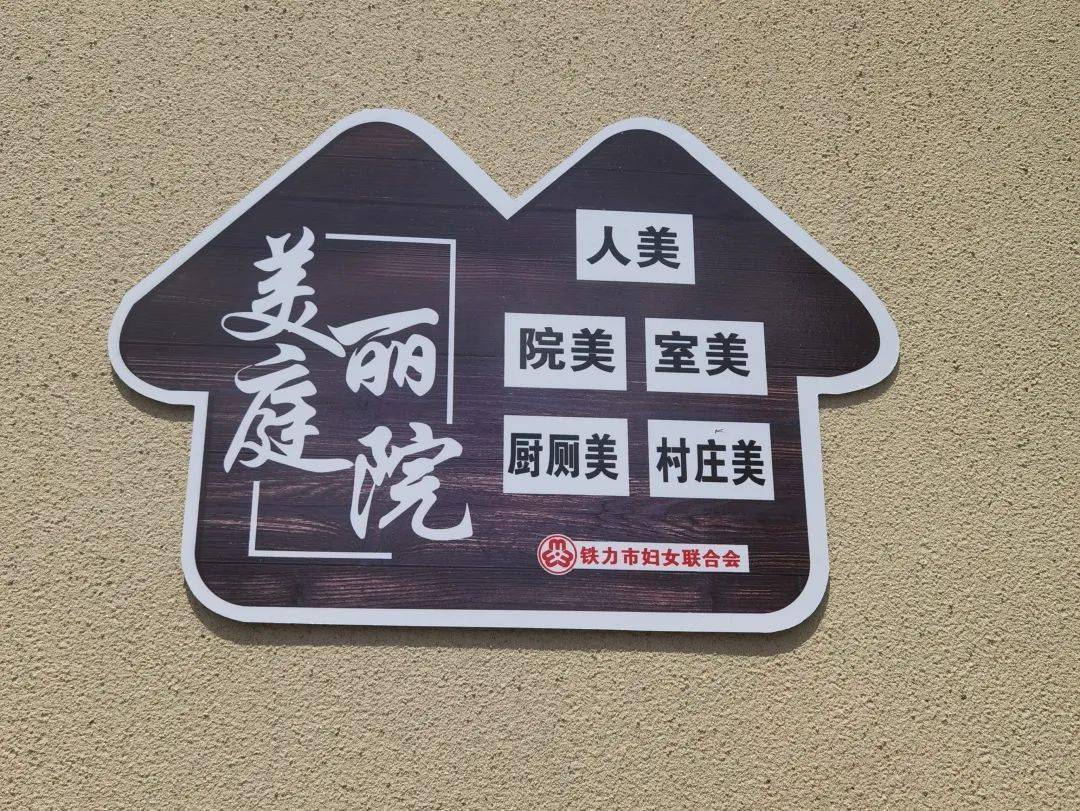 美丽
庭院
人美
院美 室美
厨厕美 村庄美
铁力市妇女联合会